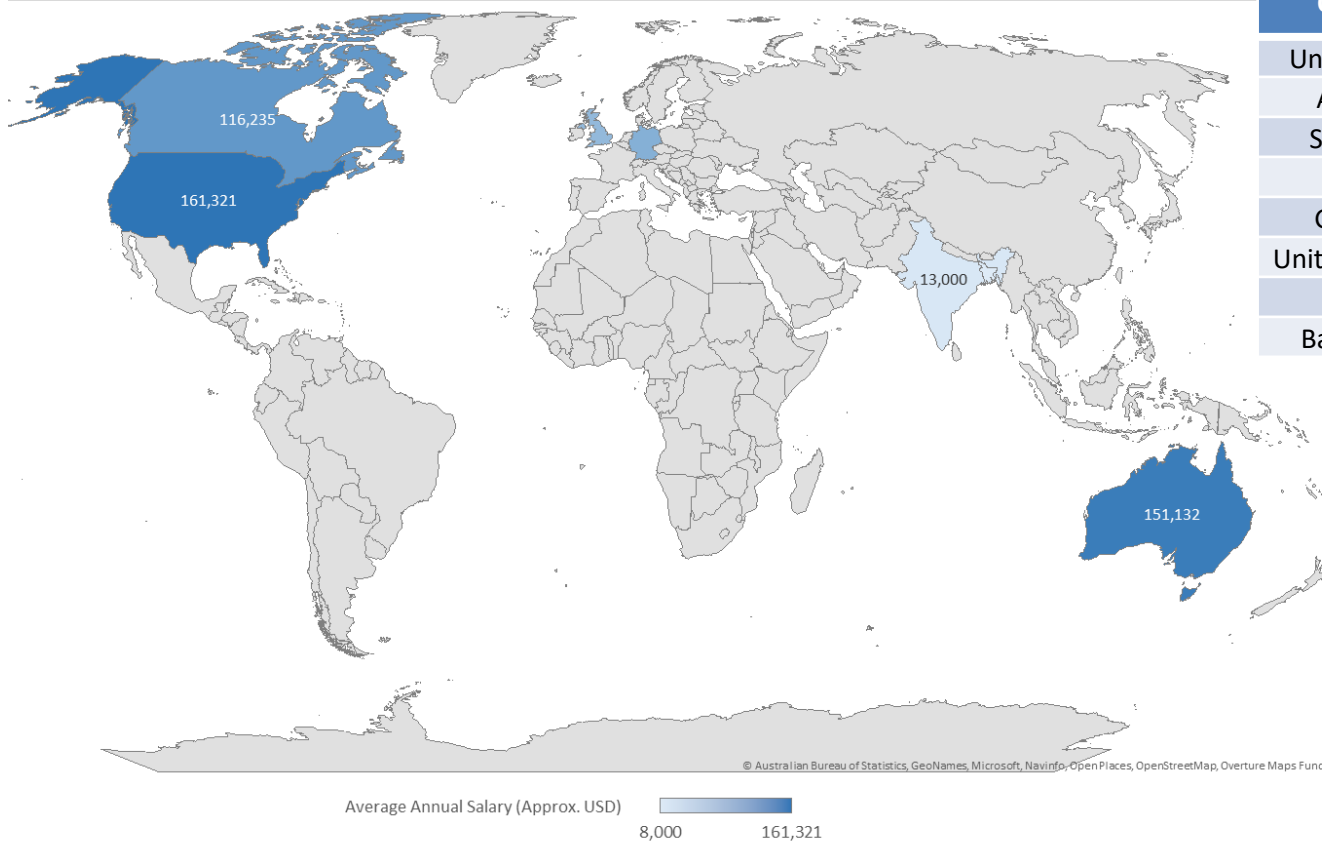 Un
A
S
116,235
161,321
C
Unit
13,000
Ba
151,132
© Australian Bureau of Statistics, GeoNames, Microsoft, Navinfo, Open Places, OpenStreetMap, Overture Maps Fun
Average Annual Salary (Approx. USD)
8,000 161,321